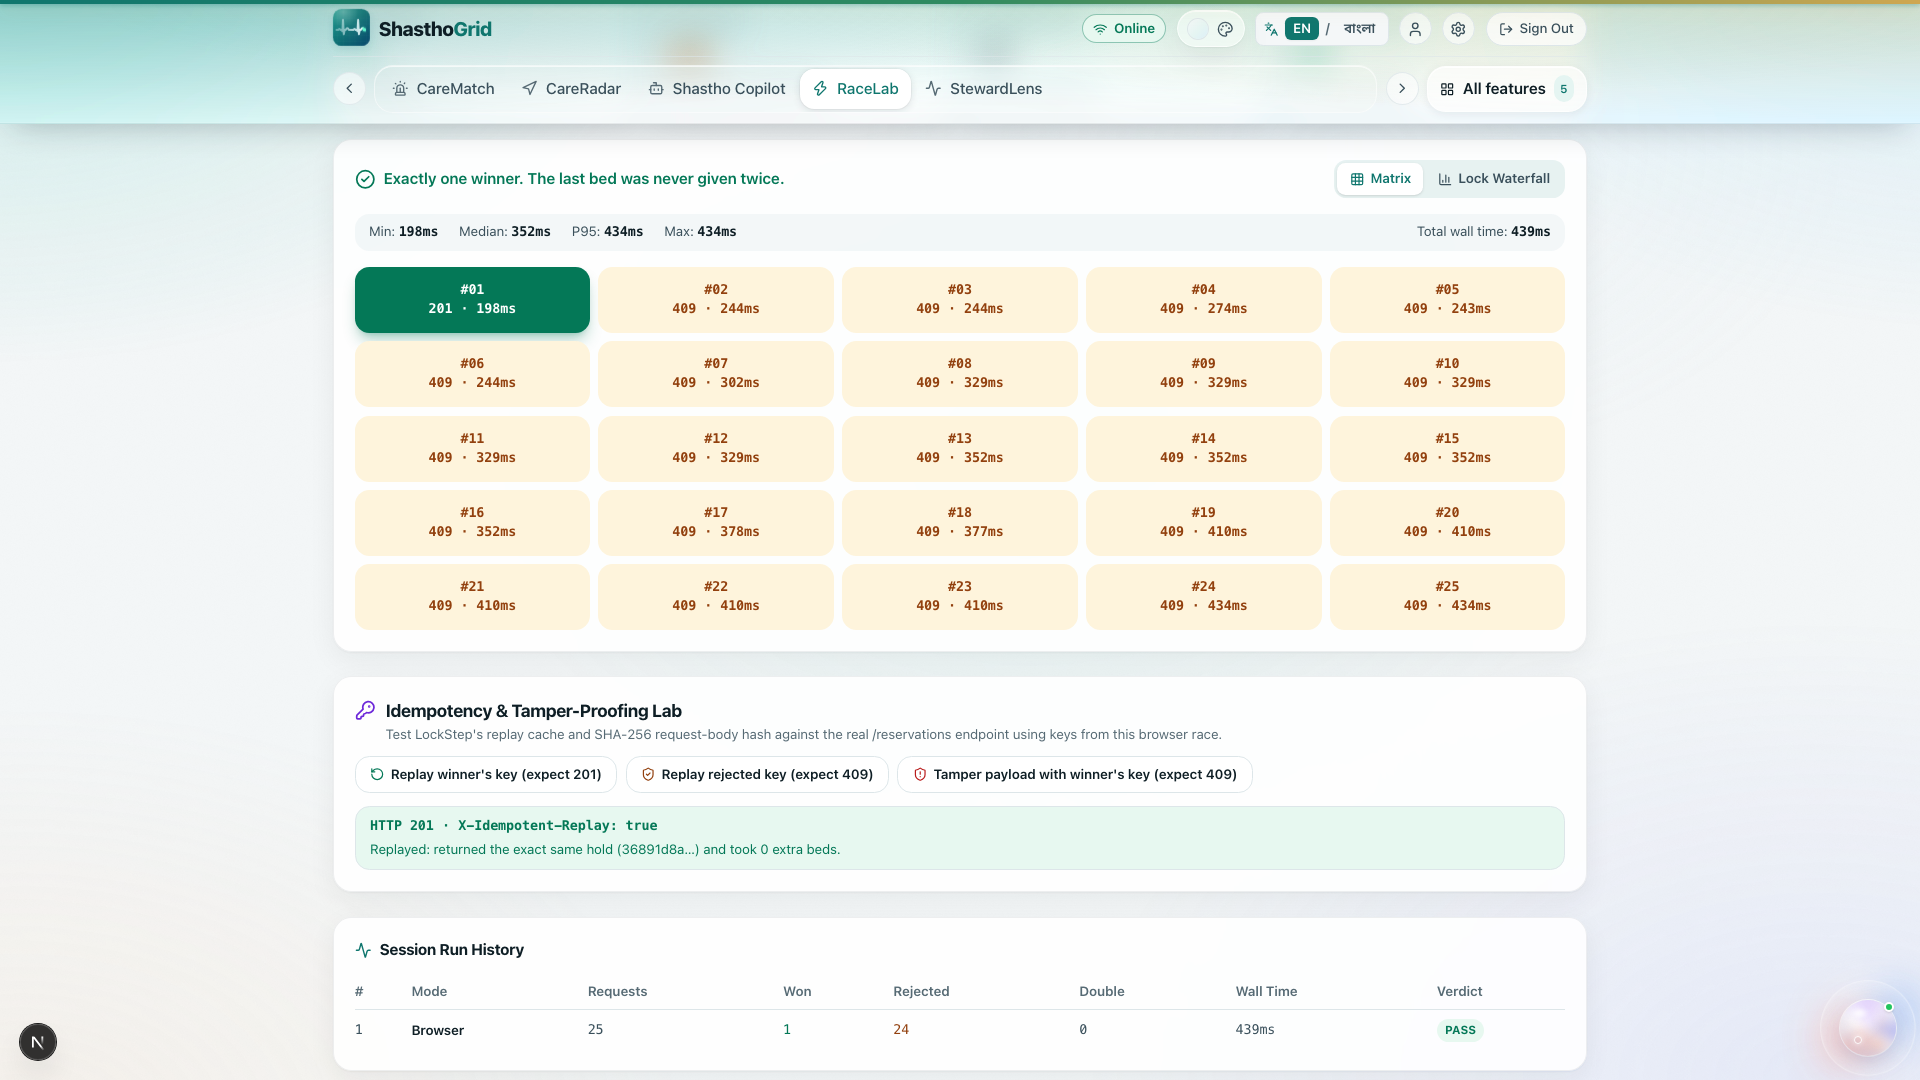 ShasthoGrid
Online
EN / বাংলা
Sign Out
CareMatch
CareRadar
Shastho Copilot
RaceLab
StewardLens
All features 5
Exactly one winner. The last bed was never given twice.
Matrix
Lock Waterfall
Min: 198ms Median: 352ms P95: 434ms Max: 434ms Total wall time: 439ms
#01
201 · 198ms
#02
409 · 244ms
#03
409 · 244ms
#04
409 · 274ms
#05
409 · 243ms
#06
409 · 244ms
#07
409 · 302ms
#08
409 · 329ms
#09
409 · 329ms
#10
409 · 329ms
#11
409 · 329ms
#12
409 · 329ms
#13
409 · 352ms
#14
409 · 352ms
#15
409 · 352ms
#16
409 · 352ms
#17
409 · 378ms
#18
409 · 377ms
#19
409 · 410ms
#20
409 · 410ms
#21
409 · 410ms
#22
409 · 410ms
#23
409 · 410ms
#24
409 · 434ms
#25
409 · 434ms
Idempotency & Tamper-Proofing Lab
Test LockStep's replay cache and SHA-256 request-body hash against the real /reservations endpoint using keys from this browser race.
Replay winner's key (expect 201)
Replay rejected key (expect 409)
Tamper payload with winner's key (expect 409)
HTTP 201 · X-Idempotent-Replay: true
Replayed: returned the exact same hold (36891d8a…) and took 0 extra beds.
Session Run History
# Mode Requests Won Rejected Double Wall Time Verdict
1 Browser 25 1 24 0 439ms PASS
N